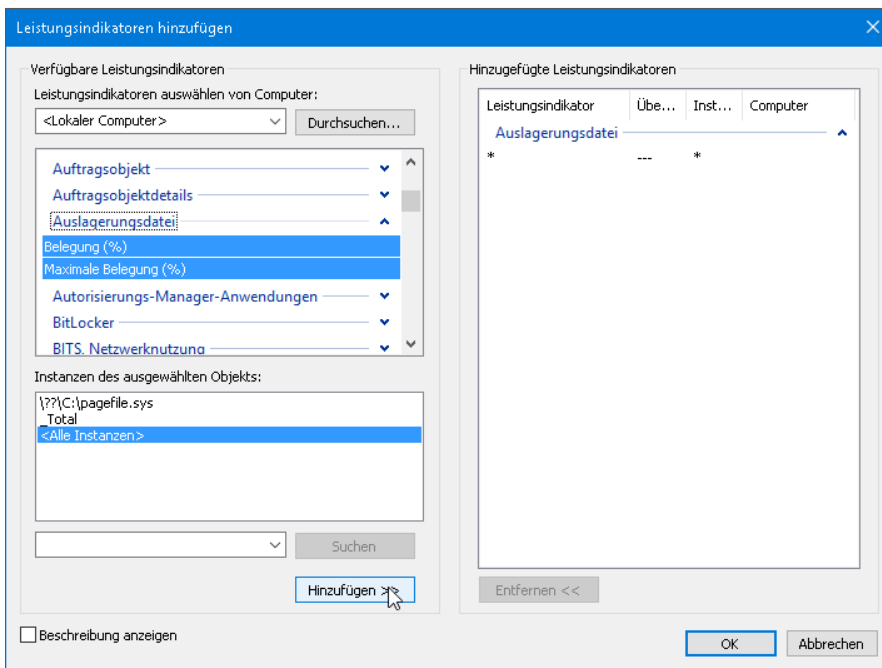 Leistungsindikatoren hinzufügen
Verfügbare Leistungsindikatoren
Leistungsindikatoren auswählen von Computer:
<Lokaler Computer>
Durchsuchen...
Auftragsobjekt
Auftragsobjektdetails
Auslagerungsdatei
Belegung (%)
Maximale Belegung (%)
Autorisierungs-Manager-Anwendungen
BitLocker
BITS. Netzwerknutzung
Instanzen des ausgewählten Objekts:
\??\C:\pagefile.sys
_Total
<Alle Instanzen>
Suchen
Hinzufügen >>
Beschreibung anzeigen
Hinzugefügte Leistungsindikatoren
Leistungsindikator Übe... Inst... Computer
Auslagerungsdatei
* --- *
Entfernen <<
OK Abbrechen